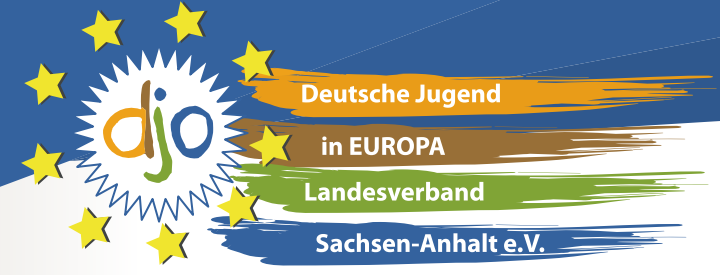 djo
Deutsche Jugend
in EUROPA
Landesverband
Sachsen-Anhalt e.V.